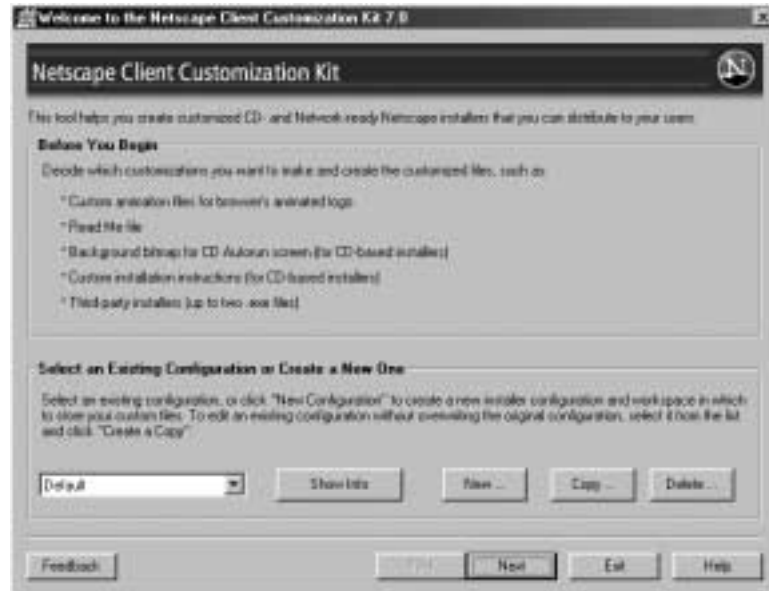 Welcome to the Netscape Client Customization Kit 7.0
Netscape Client Customization Kit
N
This tool helps you create customized CD- and Network-ready Netscape installers that you can distribute to your users.
Before You Begin
Decide which customizations you want to make and create the customized files, such as:
* Custom animation files for browser's animated logo
* Read Me file
* Background bitmap for CD Autorun screen (for CD-based installers)
* Custom installation instructions (for CD-based installers)
* Third-party installers (up to two .exe files)
Select an Existing Configuration or Create a New One
Select an existing configuration, or click "New Configuration" to create a new installer configuration and workspace in which
to store your custom files. To edit an existing configuration without overwriting the original configuration, select it from the list
and click "Create a Copy"
Default
Show Info
New ...
Copy ...
Delete ...
Feedback
Next
Exit
Help